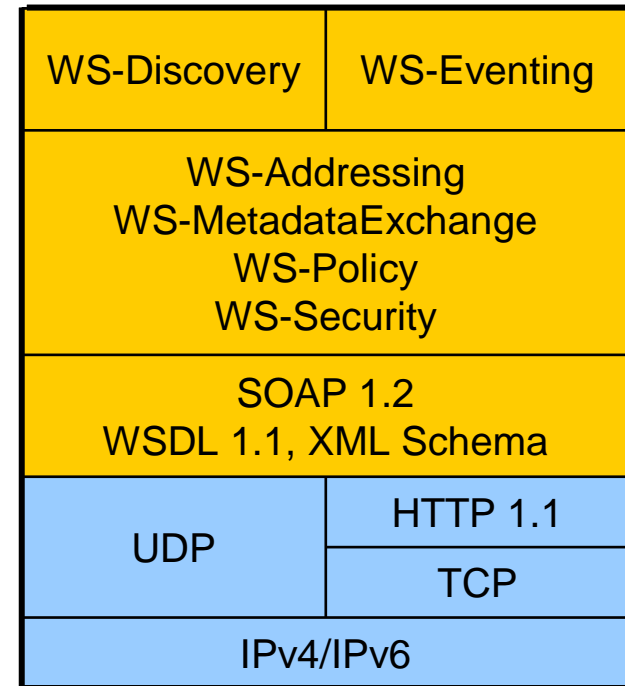 WS-Discovery
WS-Eventing
WS-Addressing
WS-MetadataExchange
WS-Policy
WS-Security
SOAP 1.2
WSDL 1.1, XML Schema
UDP
HTTP 1.1
TCP
IPv4/IPv6